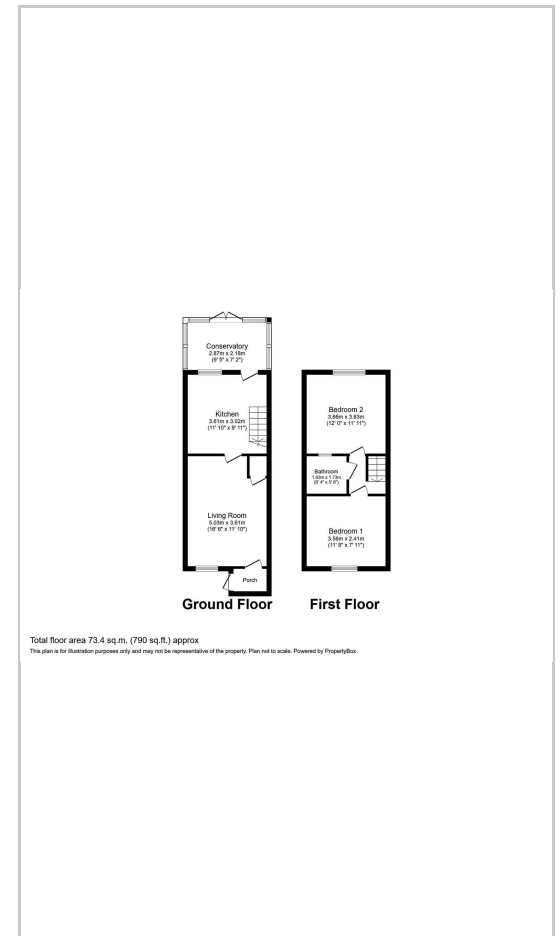 Conservatory
2.87m x 2.18m
(9' 5" x 7' 2")
Kitchen
3.61m x 3.02m
(11' 10" x 9' 11")
Living Room
5.03m x 3.61m
(16' 6" x 11' 10")
Porch
Ground Floor
Bedroom 2
3.66m x 3.63m
(12' 0" x 11' 11")
Bathroom
1.93m x 1.73m
(6' 4" x 5' 8")
Bedroom 1
3.56m x 2.41m
(11' 8" x 7' 11")
First Floor
Total floor area 73.4 sq.m. (790 sq.ft.) approx
This plan is for illustration purposes only and may not be representative of the property. Plan not to scale. Powered by PropertyBox